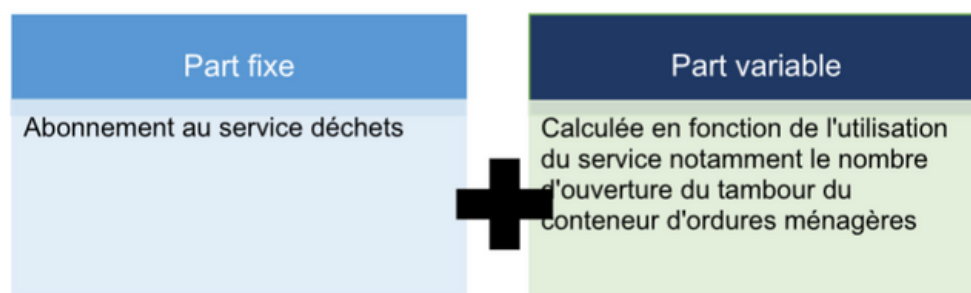 Part fixe
Abonnement au service déchets
Part variable
Calculée en fonction de l'utilisation
du service notamment le nombre
d'ouverture du tambour du
conteneur d'ordures ménagères